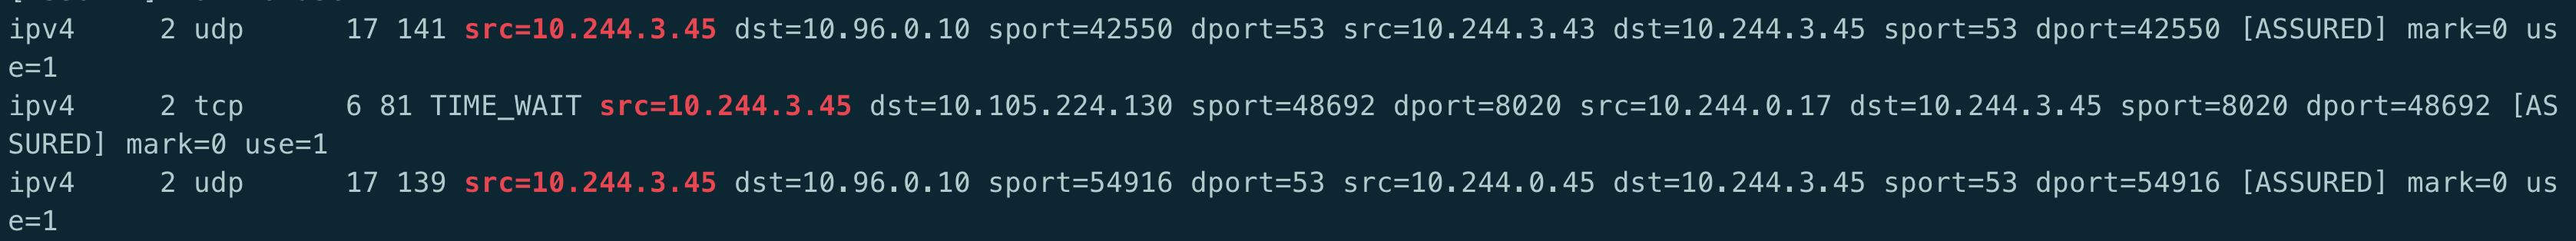 ipv4     2 udp      17 141 src=10.244.3.45 dst=10.96.0.10 sport=42550 dport=53 src=10.244.3.43 dst=10.244.3.45 sport=53 dport=42550 [ASSURED] mark=0 us
e=1
ipv4     2 tcp      6 81 TIME_WAIT src=10.244.3.45 dst=10.105.224.130 sport=48692 dport=8020 src=10.244.0.17 dst=10.244.3.45 sport=8020 dport=48692 [AS
SURED] mark=0 use=1
ipv4     2 udp      17 139 src=10.244.3.45 dst=10.96.0.10 sport=54916 dport=53 src=10.244.0.45 dst=10.244.3.45 sport=53 dport=54916 [ASSURED] mark=0 us
e=1